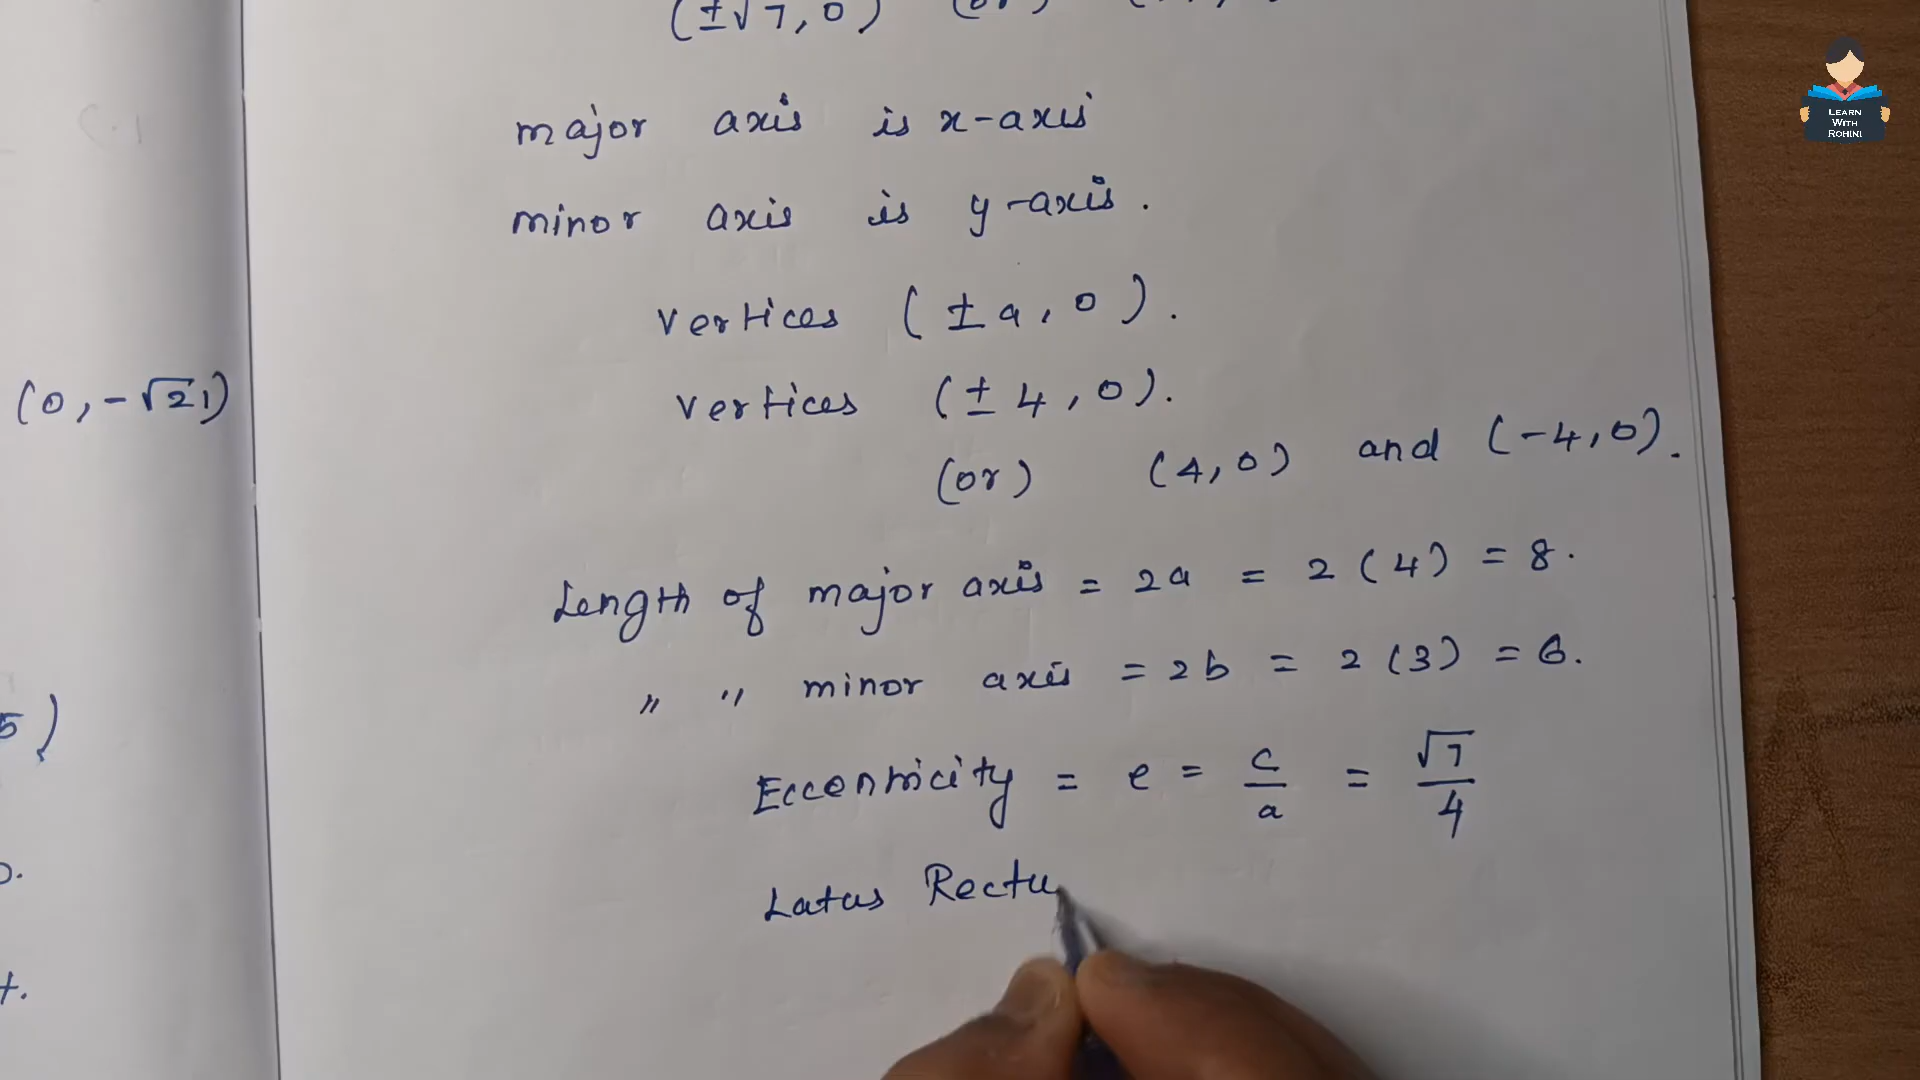 (±√7, 0) (or)
major axis is x-axis
minor axis is y-axis.
vertices (±a, 0).
(0, -√21)
vertices (±4, 0).
(or) (4, 0) and (-4, 0).
Length of major axis = 2a = 2(4) = 8.
〃 〃 minor axis = 2b = 2(3) = 6.
5)
Eccentricity = e = c/a = √7/4
Latus Rectu
LEARN
WITH
ROHINI